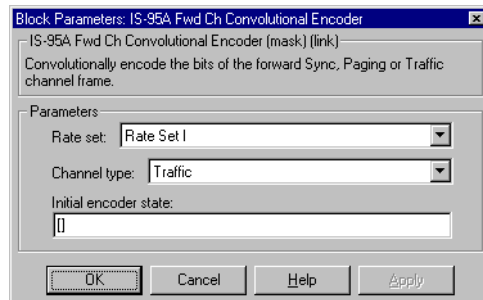 Block Parameters: IS-95A Fwd Ch Convolutional Encoder
IS-95A Fwd Ch Convolutional Encoder (mask) (link)
Convolutionally encode the bits of the forward Sync, Paging or Traffic
channel frame.
Parameters
Rate set: Rate Set I
Channel type: Traffic
Initial encoder state:
[]
OK Cancel Help Apply